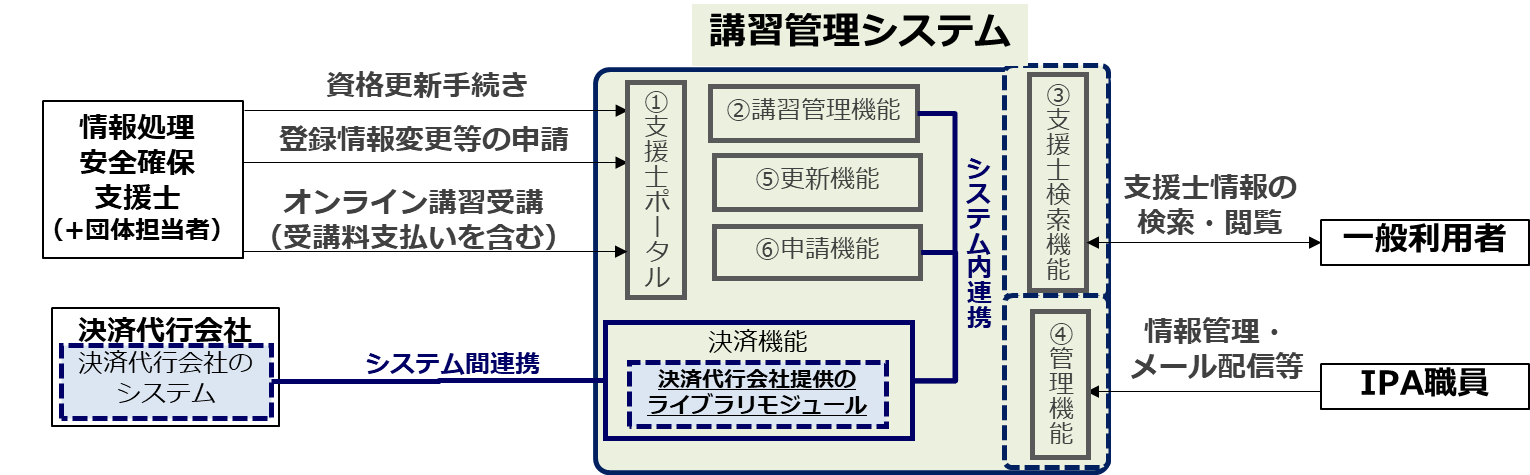 講習管理システム
資格更新手続き
登録情報変更等の申請
オンライン講習受講
（受講料支払いを含む）
情報処理
安全確保
支援士
（+団体担当者）
①支援士ポータル
②講習管理機能
⑤更新機能
⑥申請機能
システム内連携
③支援士検索機能
支援士情報の
検索・閲覧
一般利用者
決済代行会社
決済代行会社の
システム
システム間連携
決済機能
決済代行会社提供の
ライブラリモジュール
④管理機能
情報管理・
メール配信等
IPA職員